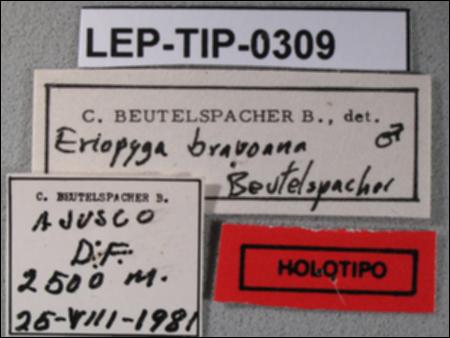 LEP-TIP-0309
C. BEUTELSPACHER B., det.
Eriopyga bravoana ♂
Beutelspacher
C. BEUTELSPACHER B.
AJUSCO
D.F.
2500 m.
25-VIII-1981
HOLOTIPO